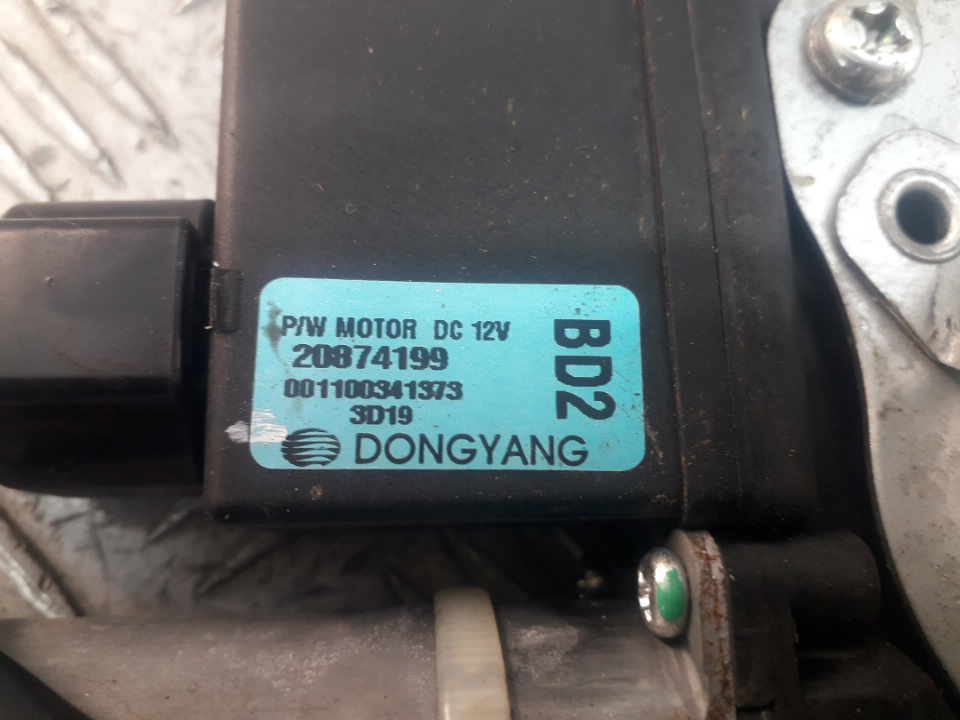 P/W MOTOR DC 12V
20874199
001100341373
3D19
DONGYANG
BD2